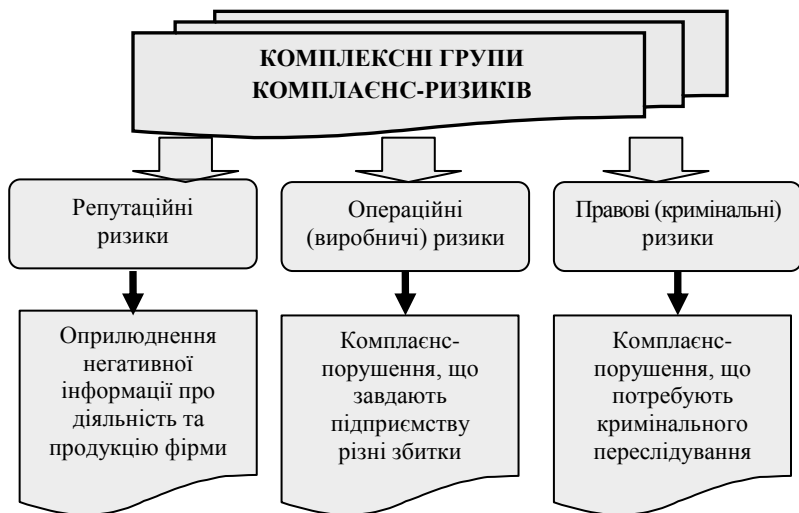 КОМПЛЕКСНІ ГРУПИ
КОМПЛАЄНС-РИЗИКІВ
Репутаційні
ризики
Операційні
(виробничі) ризики
Правові (кримінальні)
ризики
Оприлюднення
негативної
інформації про
діяльність та
продукцію фірми
Комплаєнс-
порушення, що
завдають
підприємству
різні збитки
Комплаєнс-
порушення, що
потребують
кримінального
переслідування